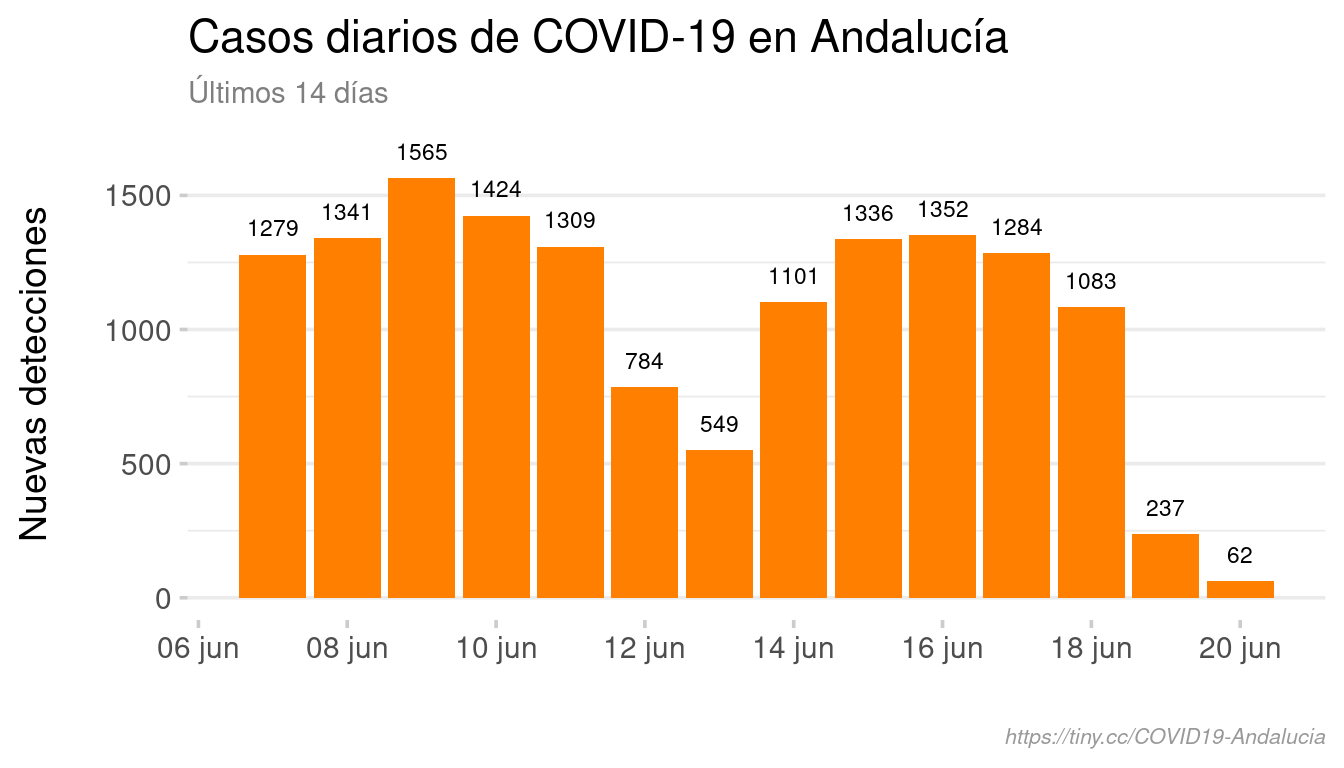 Casos diarios de COVID-19 en Andalucía
Últimos 14 días
Nuevas detecciones
1500
1000
500
0
1279
1341
1565
1424
1309
784
549
1101
1336
1352
1284
1083
237
62
06 jun
08 jun
10 jun
12 jun
14 jun
16 jun
18 jun
20 jun
https://tiny.cc/COVID19-Andalucia